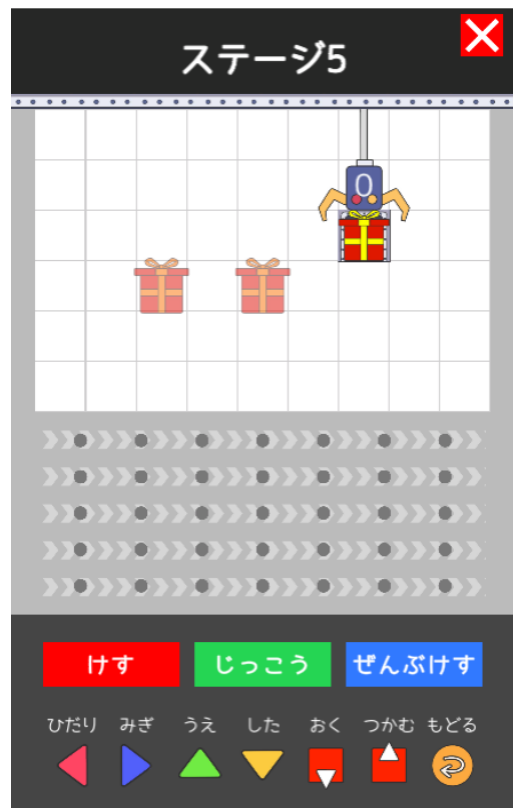 ステージ5
0
けす じっこう ぜんぶけす
ひだり みぎ うえ した おく つかむ もどる